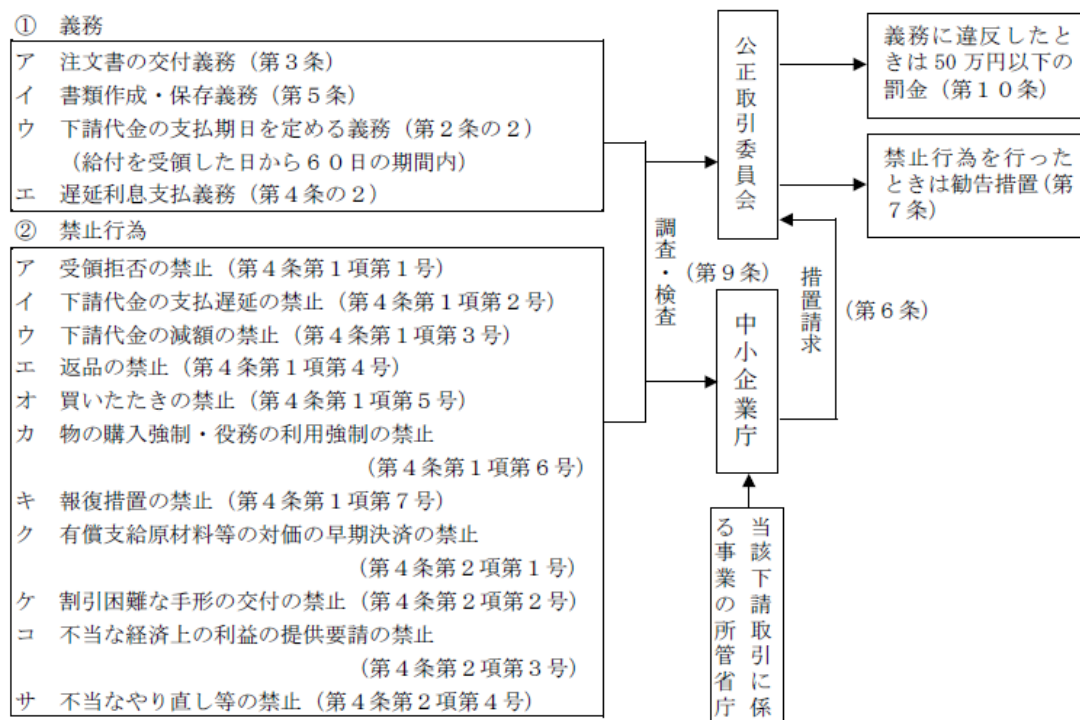 ① 義務
ア 注文書の交付義務（第３条）
イ 書類作成・保存義務（第５条）
ウ 下請代金の支払期日を定める義務（第２条の２）
（給付を受領した日から６０日の期間内）
エ 遅延利息支払義務（第４条の２）
② 禁止行為
ア 受領拒否の禁止（第４条第１項第１号）
イ 下請代金の支払遅延の禁止（第４条第１項第２号）
ウ 下請代金の減額の禁止（第４条第１項第３号）
エ 返品の禁止（第４条第１項第４号）
オ 買いたたきの禁止（第４条第１項第５号）
カ 物の購入強制・役務の利用強制の禁止
（第４条第１項第６号）
キ 報復措置の禁止（第４条第１項第７号）
ク 有償支給原材料等の対価の早期決済の禁止
（第４条第２項第１号）
ケ 割引困難な手形の交付の禁止（第４条第２項第２号）
コ 不当な経済上の利益の提供要請の禁止
（第４条第２項第３号）
サ 不当なやり直し等の禁止（第４条第２項第４号）
調査・検査
（第９条）
公正取引委員会
中小企業庁
当該下請取引に係
る事業の所管省庁
措置請求
（第６条）
義務に違反したと
きは 50 万円以下の
罰金（第１０条）
禁止行為を行った
ときは勧告措置（第
７条）